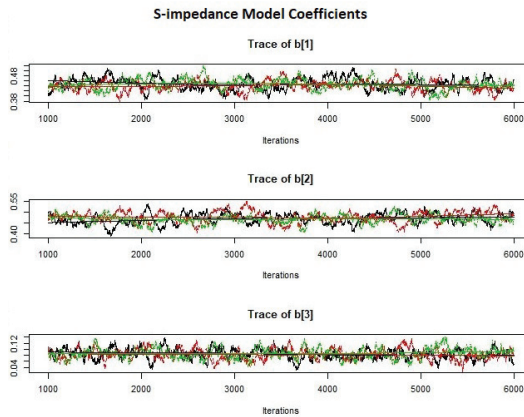 S-impedance Model Coefficients
Trace of b[1]
0.38 0.48
1000 2000 3000 4000 5000 6000
Iterations
Trace of b[2]
0.40 0.55
1000 2000 3000 4000 5000 6000
Iterations
Trace of b[3]
0.04 0.12
1000 2000 3000 4000 5000 6000
Iterations